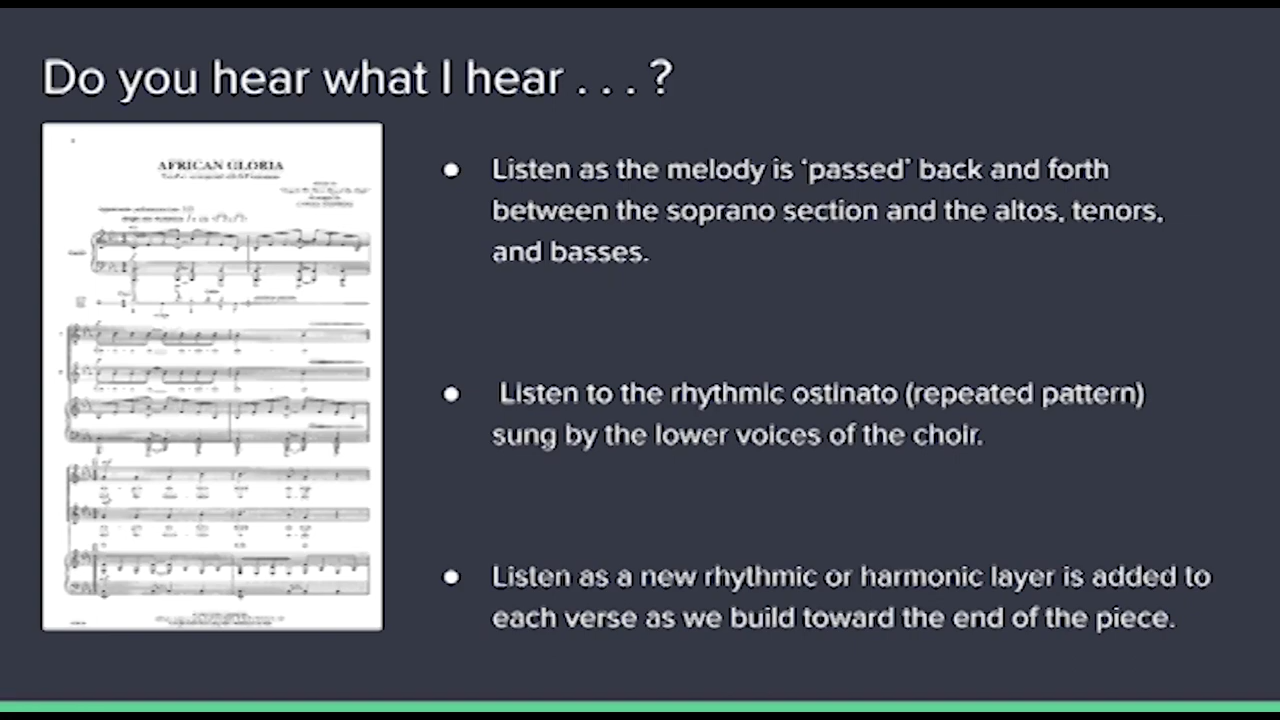 Do you hear what I hear . . . ?
AFRICAN GLORIA
● Listen as the melody is ‘passed’ back and forth
between the soprano section and the altos, tenors,
and basses.
● Listen to the rhythmic ostinato (repeated pattern)
sung by the lower voices of the choir.
● Listen as a new rhythmic or harmonic layer is added to
each verse as we build toward the end of the piece.